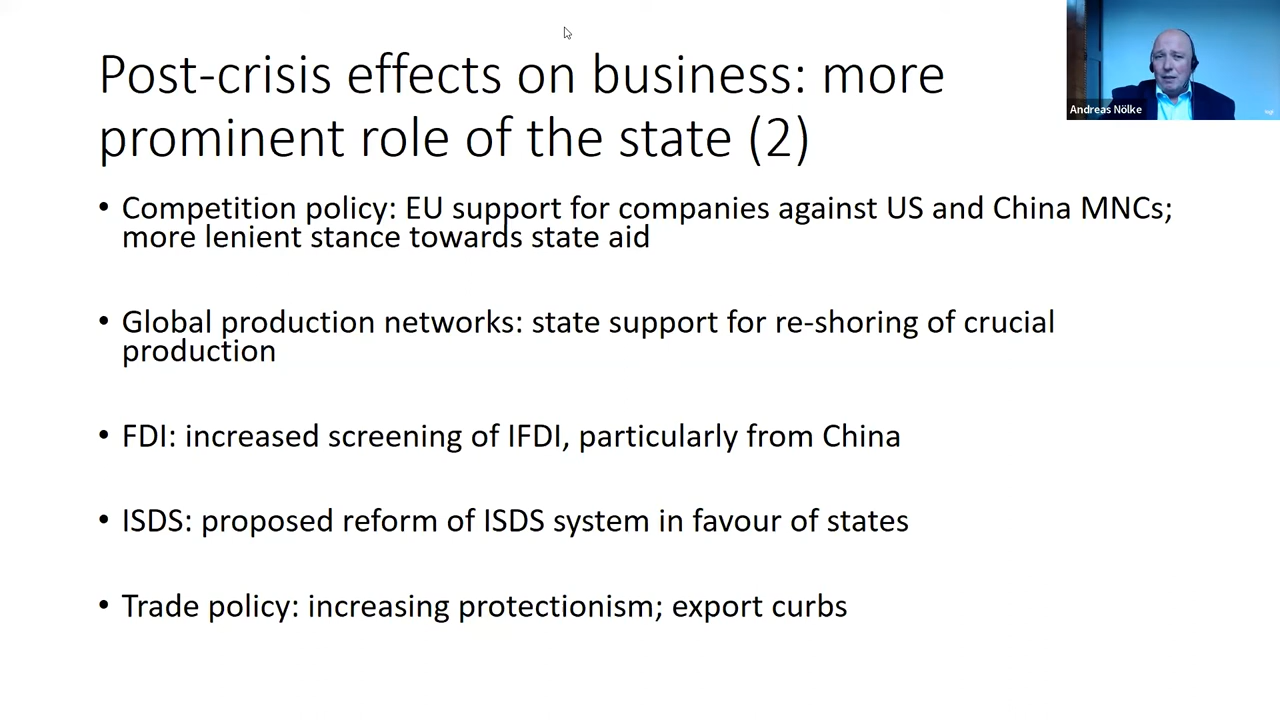 Post-crisis effects on business: more
prominent role of the state (2)
Andreas Nölke
• Competition policy: EU support for companies against US and China MNCs;
more lenient stance towards state aid
• Global production networks: state support for re-shoring of crucial
production
• FDI: increased screening of IFDI, particularly from China
• ISDS: proposed reform of ISDS system in favour of states
• Trade policy: increasing protectionism; export curbs